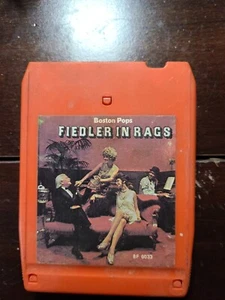 Boston Pops
FIEDLER IN RAGS